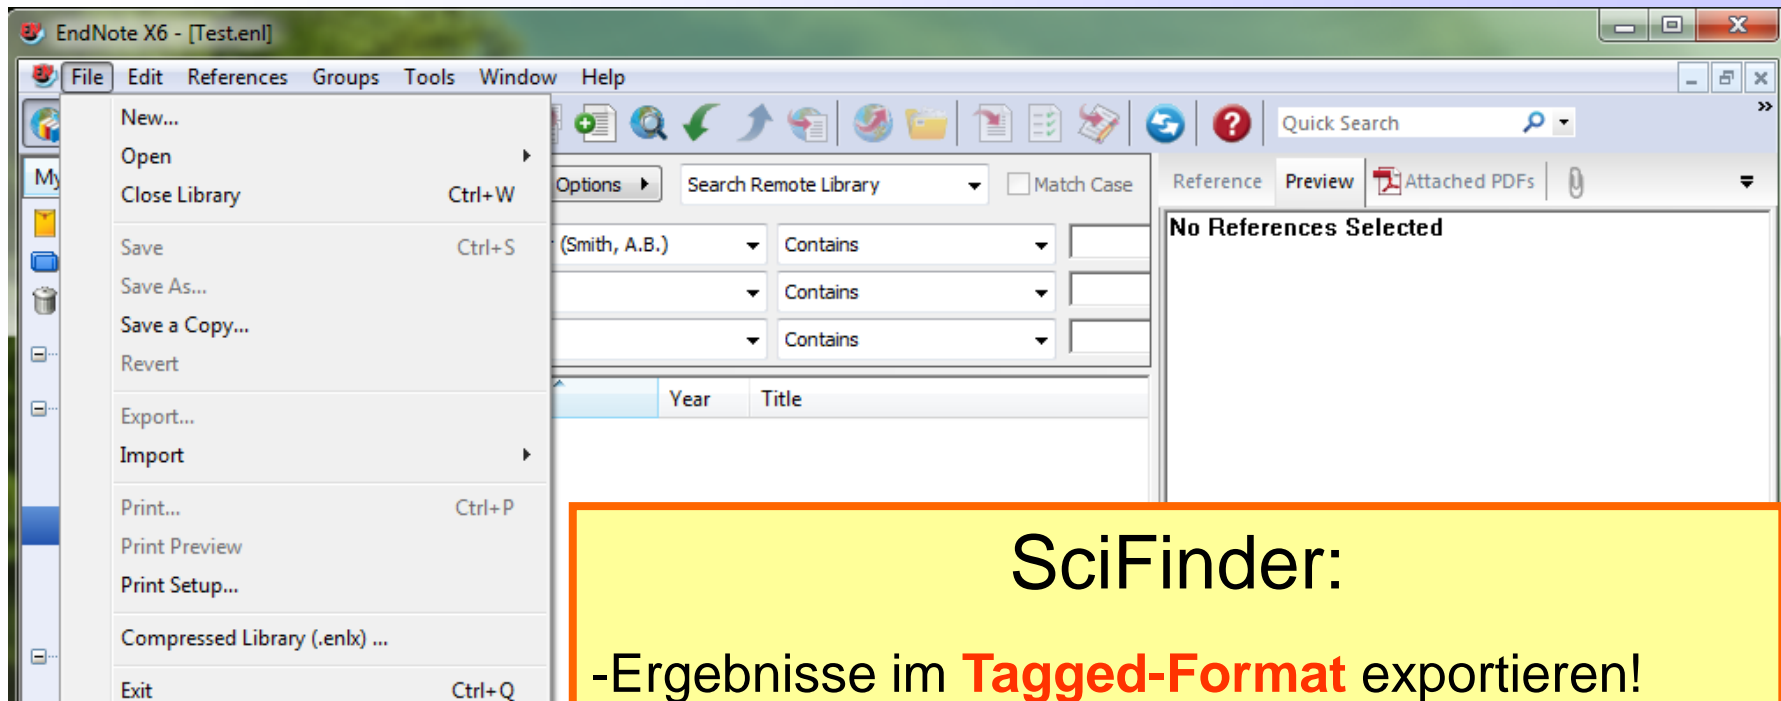 EndNote X6 - [Test.enl]
File Edit References Groups Tools Window Help
Quick Search
New...
Open
Close Library Ctrl+W
Save Ctrl+S
Save As...
Save a Copy...
Revert
Export...
Import
Print... Ctrl+P
Print Preview
Print Setup...
Compressed Library (.enlx) ...
Exit Ctrl+Q
My
Options Search Remote Library Match Case
(Smith, A.B.) Contains
Contains
Contains
Year Title
Reference Preview Attached PDFs
No References Selected
SciFinder:
-Ergebnisse im Tagged-Format exportieren!